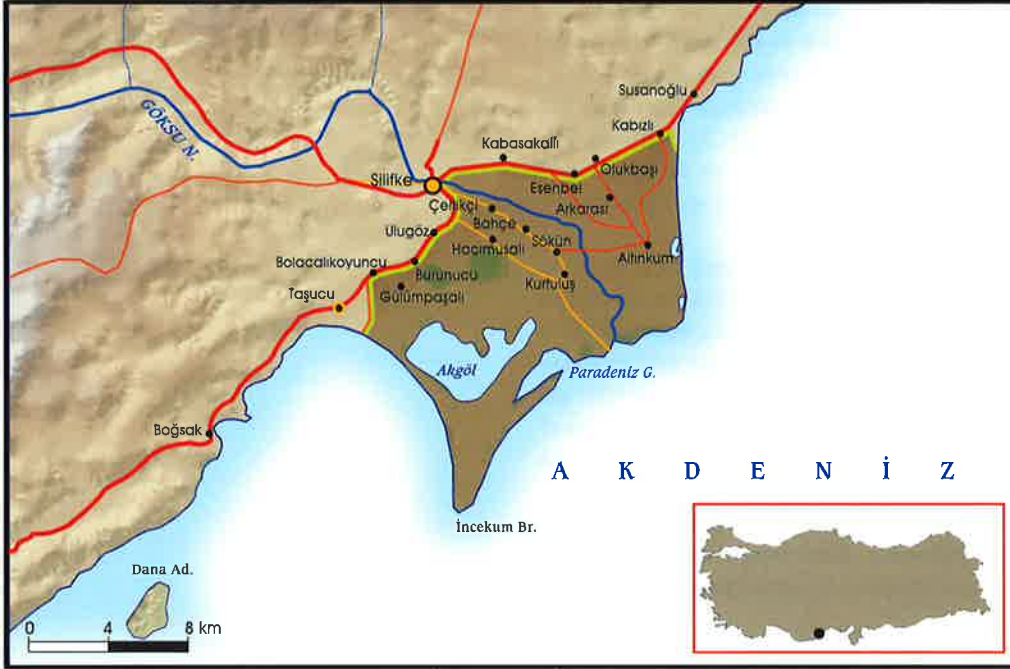 Susanoğlu
GÖKSU N.
Kabızlı
Kabasakallı
Olukbaşı
Silifke
Esenbel
Çeltikçi
Arkarası
Bahçe
Ulugöz
Sökün
Hacımusalı
Altınkum
Bolacalıkoyuncu
Burunucu
Kurtuluş
Taşucu
Gülümpaşalı
Akgöl
Paradeniz G.
Boğsak
A K D E N İ Z
İncekum Br.
Dana Ad.
0 4 8 km